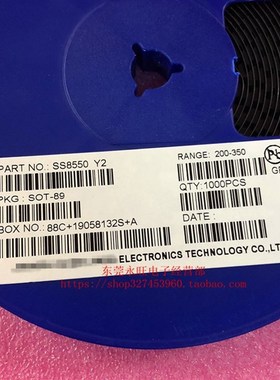 PART NO.: SS8550 Y2
RANGE: 200-350
PKG : SOT-89
QTY:1000PCS
BOX NO.: 88C+19058132S+A
DATE :
ELECTRONICS TECHNOLOGY CO.,LT
东莞永旺电子经营部
https://shop327453960.taobao.com
Pb